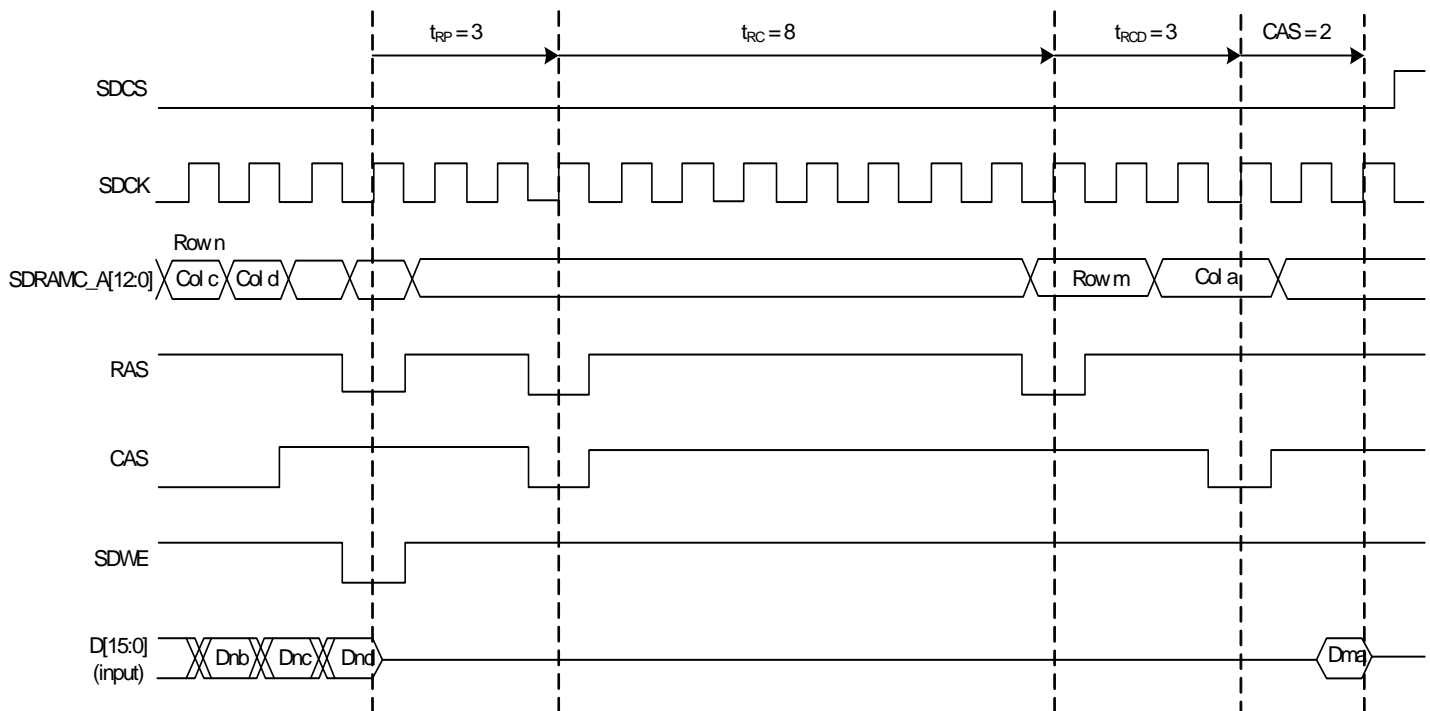 tRP = 3
tRC = 8
tRCD = 3
CAS = 2
SDCS
SDCK
Row n
SDRAMC_A[12:0]
Col c
Col d
Row m
Col a
RAS
CAS
SDWE
D[15:0]
(input)
Dnb
Dnc
Dnd
Dma